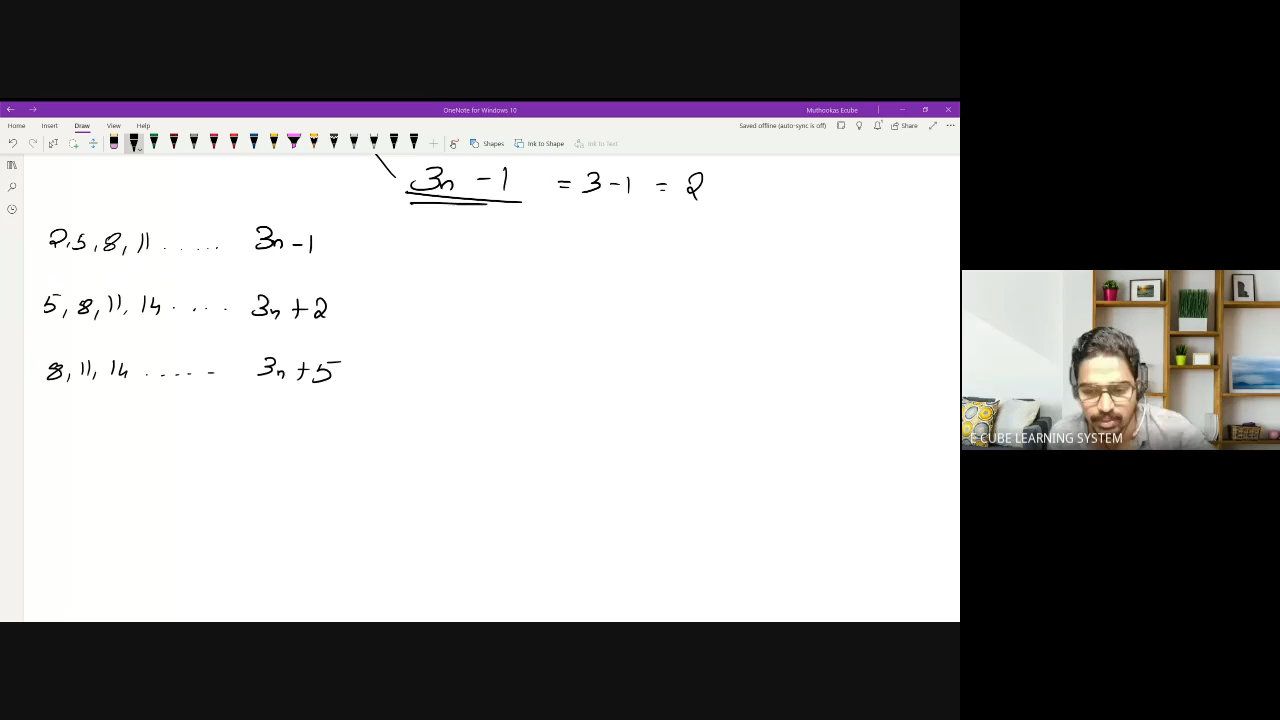 OneNote for Windows 10
Muthookas Ecube
Home Insert Draw View Help
Saved offline (auto-sync is off)
Share
Shapes
Ink to Shape
Ink to Text
3n - 1 = 3 - 1 = 2
2, 5, 8, 11 ..... 3n - 1
5, 8, 11, 14 .... 3n + 2
8, 11, 14 ..... 3n + 5
E CUBE LEARNING SYSTEM